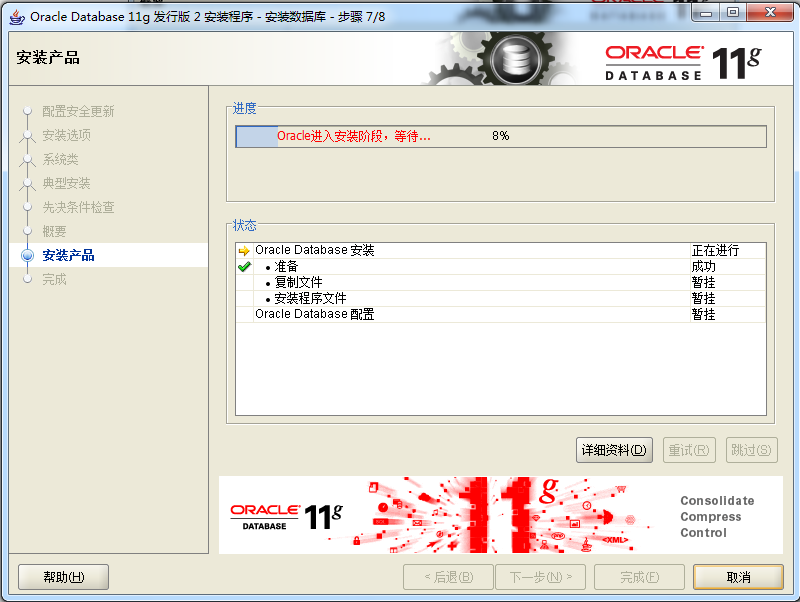 Oracle Database 11g 发行版 2 安装程序 - 安装数据库 - 步骤 7/8
安装产品
ORACLE
DATABASE
11g
配置安全更新
安装选项
系统类
典型安装
先决条件检查
概要
安装产品
完成
进度
Oracle进入安装阶段，等待... 8%
状态
Oracle Database 安装 正在进行
• 准备 成功
• 复制文件 暂挂
• 安装程序文件 暂挂
Oracle Database 配置 暂挂
详细资料(D) 重试(R) 跳过(S)
ORACLE
DATABASE
11g
11g
<XML>
Consolidate
Compress
Control
帮助(H) < 后退(B) 下一步(N) > 完成(F) 取消